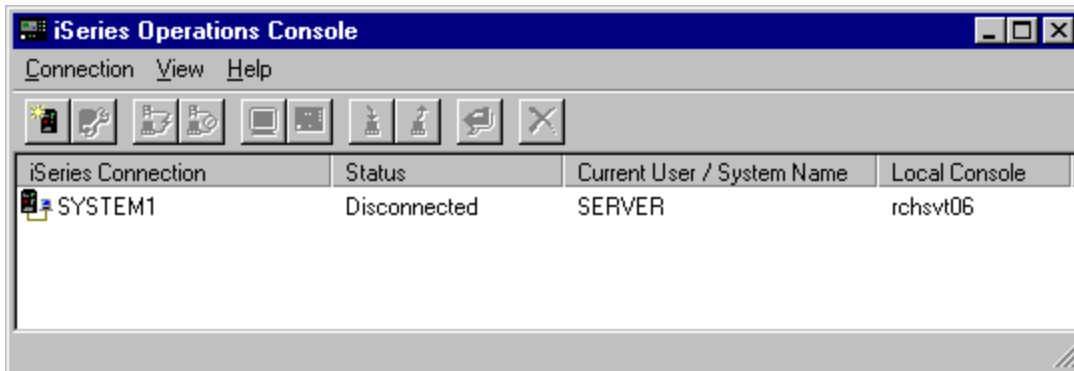 iSeries Operations Console
Connection View Help
iSeries Connection Status Current User / System Name Local Console
SYSTEM1 Disconnected SERVER rchsvt06